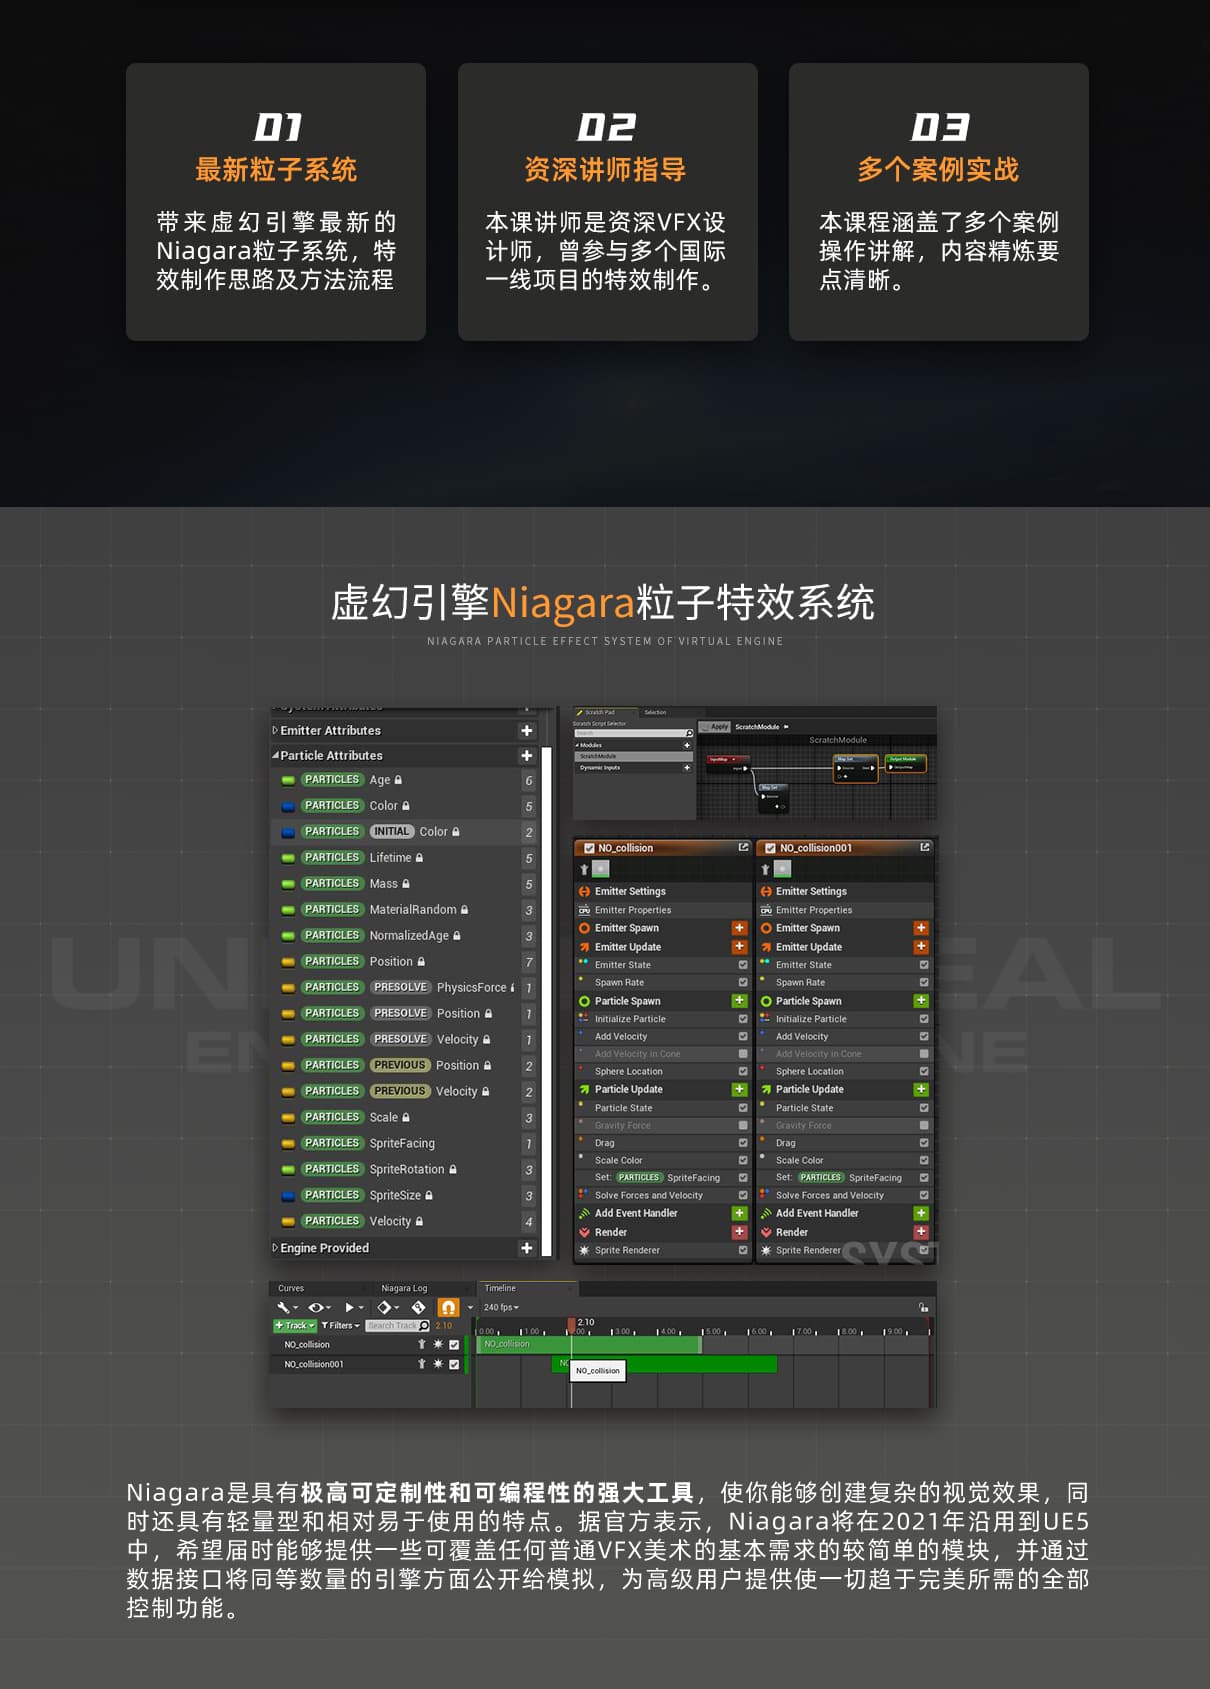 01
最新粒子系统
带来虚幻引擎最新的
Niagara粒子系统，特
效制作思路及方法流程
02
资深讲师指导
本课讲师是资深VFX设
计师，曾参与多个国际
一线项目的特效制作。
03
多个案例实战
本课程涵盖了多个案例
操作讲解，内容精炼要
点清晰。
虚幻引擎Niagara粒子特效系统
NIAGARA PARTICLE EFFECT SYSTEM OF VIRTUAL ENGINE
Emitter Attributes
Particle Attributes
PARTICLES Age 6
PARTICLES Color 5
PARTICLES INITIAL Color 2
PARTICLES Lifetime 5
PARTICLES Mass 5
PARTICLES MaterialRandom 3
PARTICLES NormalizedAge 3
PARTICLES Position 7
PARTICLES PRESOLVE PhysicsForce 1
PARTICLES PRESOLVE Position 1
PARTICLES PRESOLVE Velocity 1
PARTICLES PREVIOUS Position 2
PARTICLES PREVIOUS Velocity 2
PARTICLES Scale 3
PARTICLES SpriteFacing 1
PARTICLES SpriteRotation 3
PARTICLES SpriteSize 3
PARTICLES Velocity 4
Engine Provided
Scratch Pad Selection
Scratch Script Selector
Search
Modules
ScratchModule
Dynamic Inputs
Apply ScratchModule
ScratchModule
InputMap
Map Get
Map Set
Output Module
NO_collision
Emitter Settings
Emitter Properties
Emitter Spawn
Emitter Update
Emitter State
Spawn Rate
Particle Spawn
Initialize Particle
Add Velocity
Add Velocity in Cone
Sphere Location
Particle Update
Particle State
Gravity Force
Drag
Scale Color
Set: PARTICLES SpriteFacing
Solve Forces and Velocity
Add Event Handler
Render
Sprite Renderer
NO_collision001
Emitter Settings
Emitter Properties
Emitter Spawn
Emitter Update
Emitter State
Spawn Rate
Particle Spawn
Initialize Particle
Add Velocity
Add Velocity in Cone
Sphere Location
Particle Update
Particle State
Gravity Force
Drag
Scale Color
Set: PARTICLES SpriteFacing
Solve Forces and Velocity
Add Event Handler
Render
Sprite Renderer
SYST
Curves Niagara Log Timeline
240 fps
Track Filters Search Track 2.10
2.10
0.00 1.00 2.00 3.00 4.00 5.00 6.00 7.00 8.00 9.00
NO_collision NO_collision
NO_collision001 NO_collision
Niagara是具有极高可定制性和可编程性的强大工具，使你能够创建复杂的视觉效果，同
时还具有轻量型和相对易于使用的特点。据官方表示，Niagara将在2021年沿用到UE5
中，希望届时能够提供一些可覆盖任何普通VFX美术的基本需求的较简单的模块，并通过
数据接口将同等数量的引擎方面公开给模拟，为高级用户提供使一切趋于完美所需的全部
控制功能。